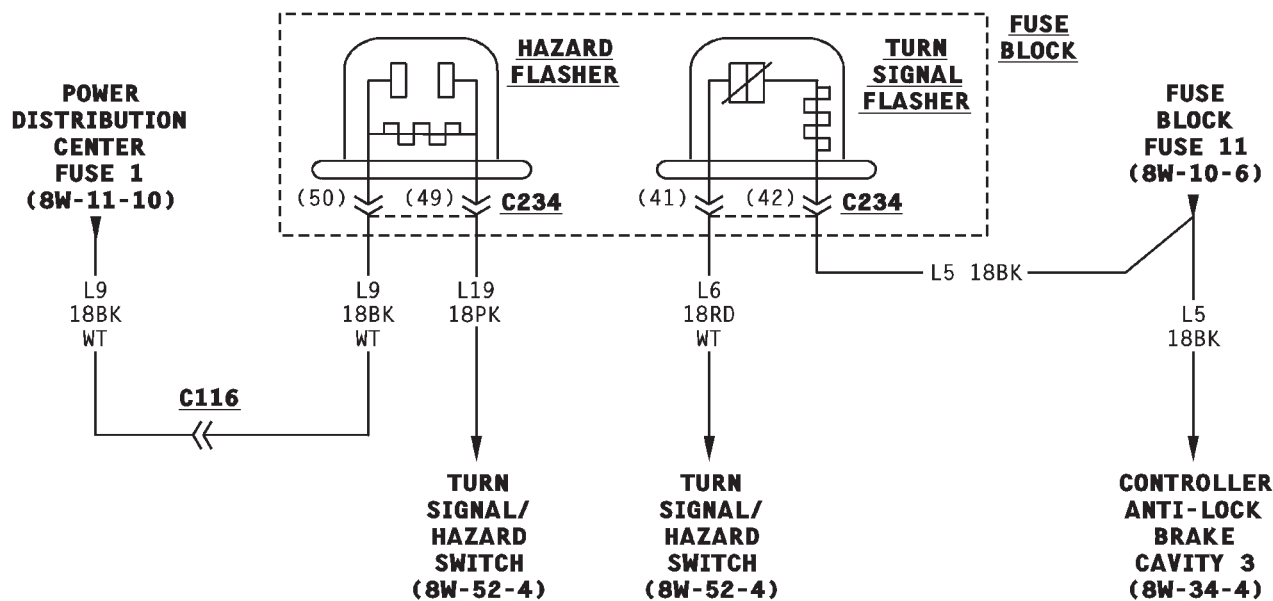 FUSE
BLOCK
HAZARD
FLASHER
TURN
SIGNAL
FLASHER
POWER
DISTRIBUTION
CENTER
FUSE 1
(8W-11-10)
FUSE
BLOCK
FUSE 11
(8W-10-6)
(50)
(49)
C234
(41)
(42)
C234
L9
18BK
WT
L9
18BK
WT
L19
18PK
L6
18RD
WT
L5 18BK
L5
18BK
C116
TURN
SIGNAL/
HAZARD
SWITCH
(8W-52-4)
TURN
SIGNAL/
HAZARD
SWITCH
(8W-52-4)
CONTROLLER
ANTI-LOCK
BRAKE
CAVITY 3
(8W-34-4)